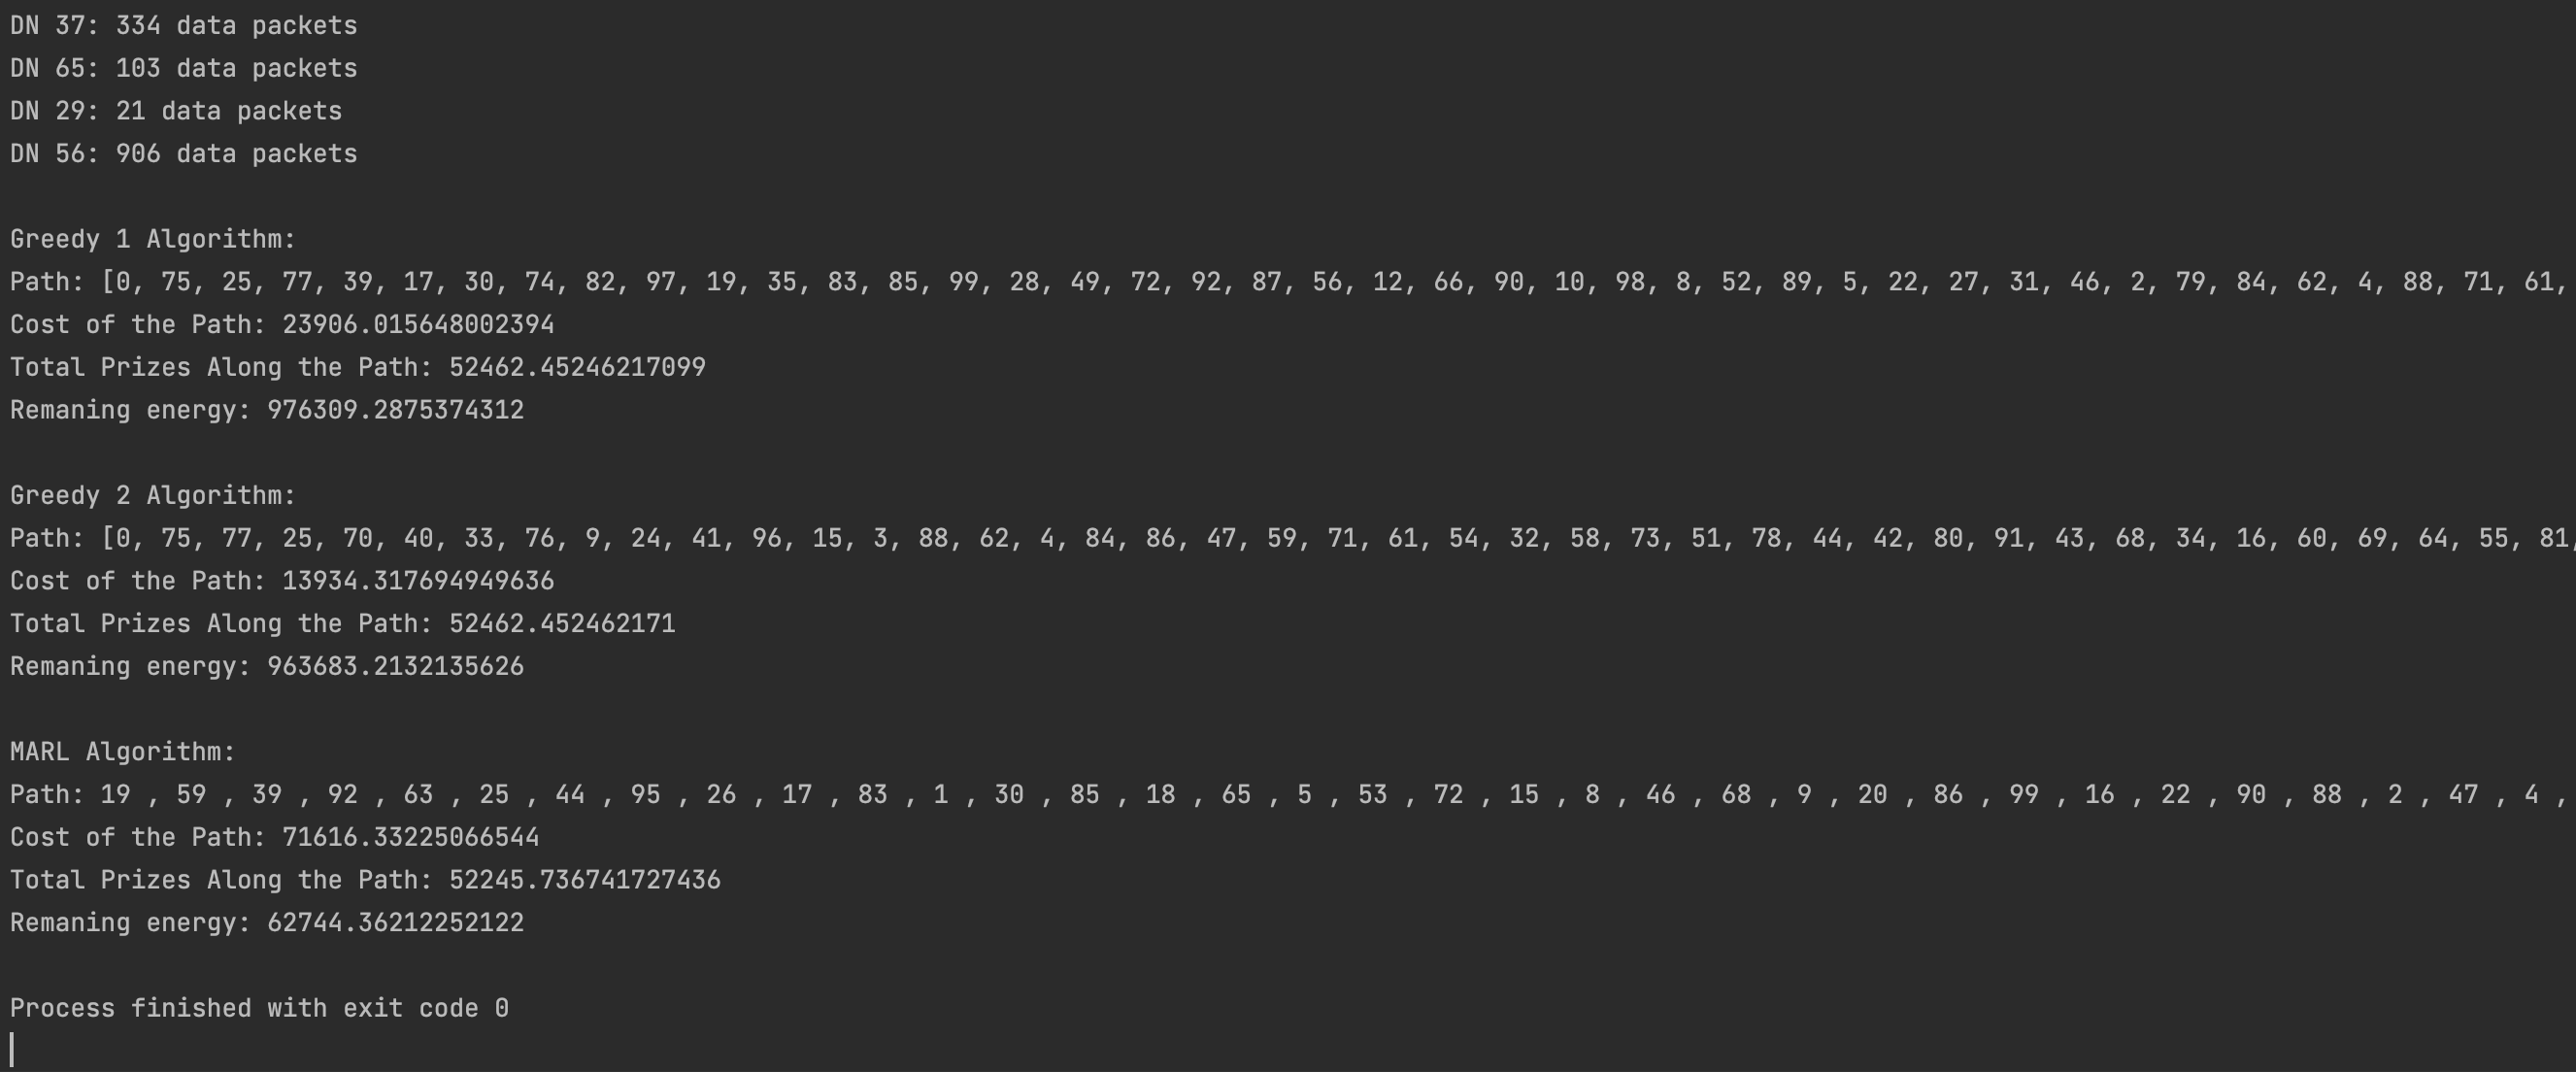 DN 37: 334 data packets
DN 65: 103 data packets
DN 29: 21 data packets
DN 56: 906 data packets
Greedy 1 Algorithm:
Path: [0, 75, 25, 77, 39, 17, 30, 74, 82, 97, 19, 35, 83, 85, 99, 28, 49, 72, 92, 87, 56, 12, 66, 90, 10, 98, 8, 52, 89, 5, 22, 27, 31, 46, 2, 79, 84, 62, 4, 88, 71, 61,
Cost of the Path: 23906.015648002394
Total Prizes Along the Path: 52462.45246217099
Remaning energy: 976309.2875374312
Greedy 2 Algorithm:
Path: [0, 75, 77, 25, 70, 40, 33, 76, 9, 24, 41, 96, 15, 3, 88, 62, 4, 84, 86, 47, 59, 71, 61, 54, 32, 58, 73, 51, 78, 44, 42, 80, 91, 43, 68, 34, 16, 60, 69, 64, 55, 81,
Cost of the Path: 13934.317694949636
Total Prizes Along the Path: 52462.452462171
Remaning energy: 963683.2132135626
MARL Algorithm:
Path: 19 , 59 , 39 , 92 , 63 , 25 , 44 , 95 , 26 , 17 , 83 , 1 , 30 , 85 , 18 , 65 , 5 , 53 , 72 , 15 , 8 , 46 , 68 , 9 , 20 , 86 , 99 , 16 , 22 , 90 , 88 , 2 , 47 , 4 ,
Cost of the Path: 71616.33225066544
Total Prizes Along the Path: 52245.736741727436
Remaning energy: 62744.36212252122
Process finished with exit code 0